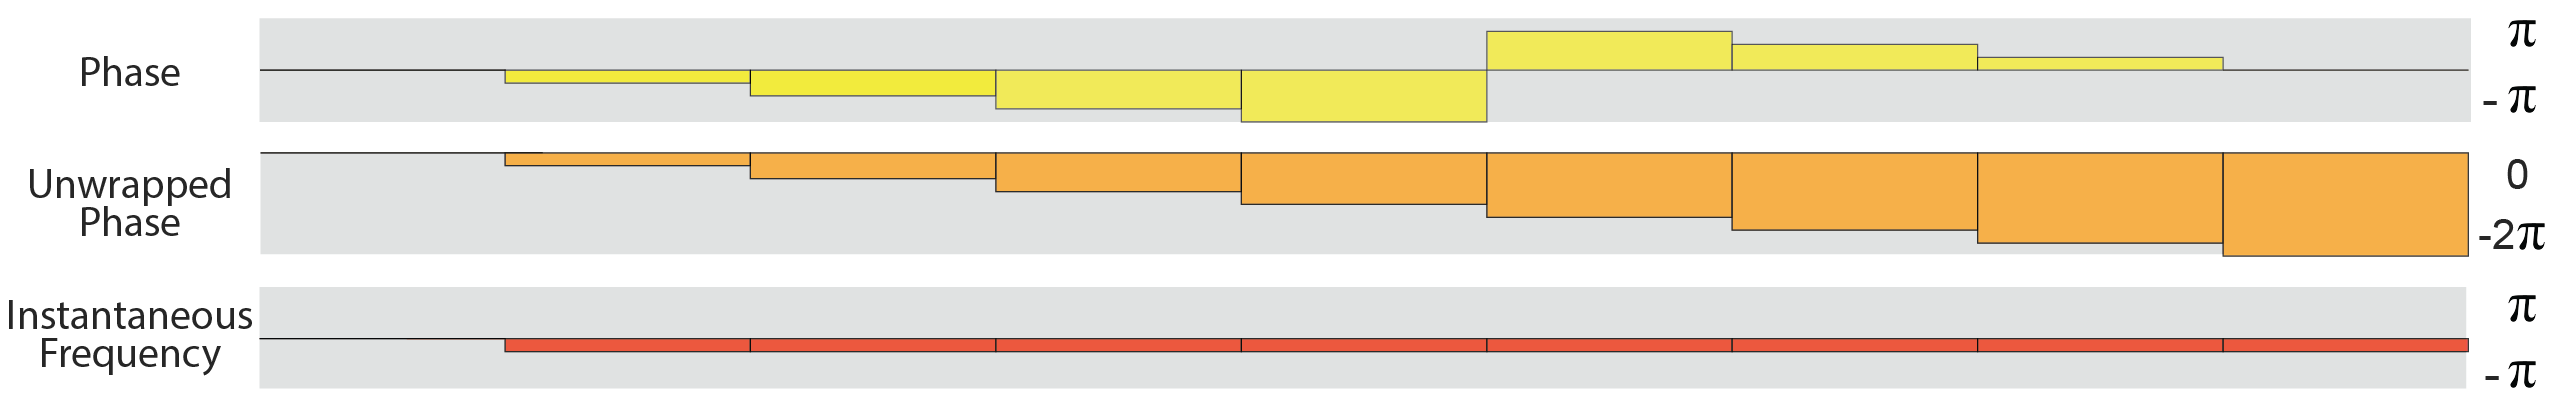 Phase
π
- π
Unwrapped
Phase
0
-2π
Instantaneous
Frequency
π
- π